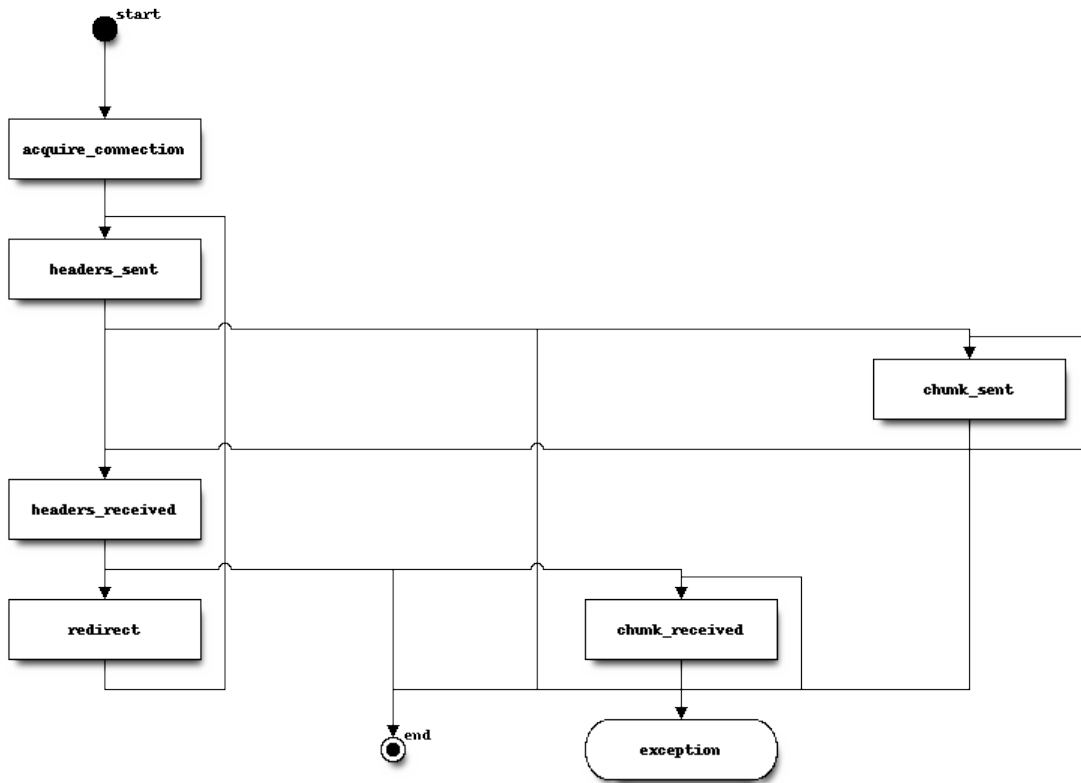 start
acquire_connection
headers_sent
chunk_sent
headers_received
redirect
chunk_received
end
exception